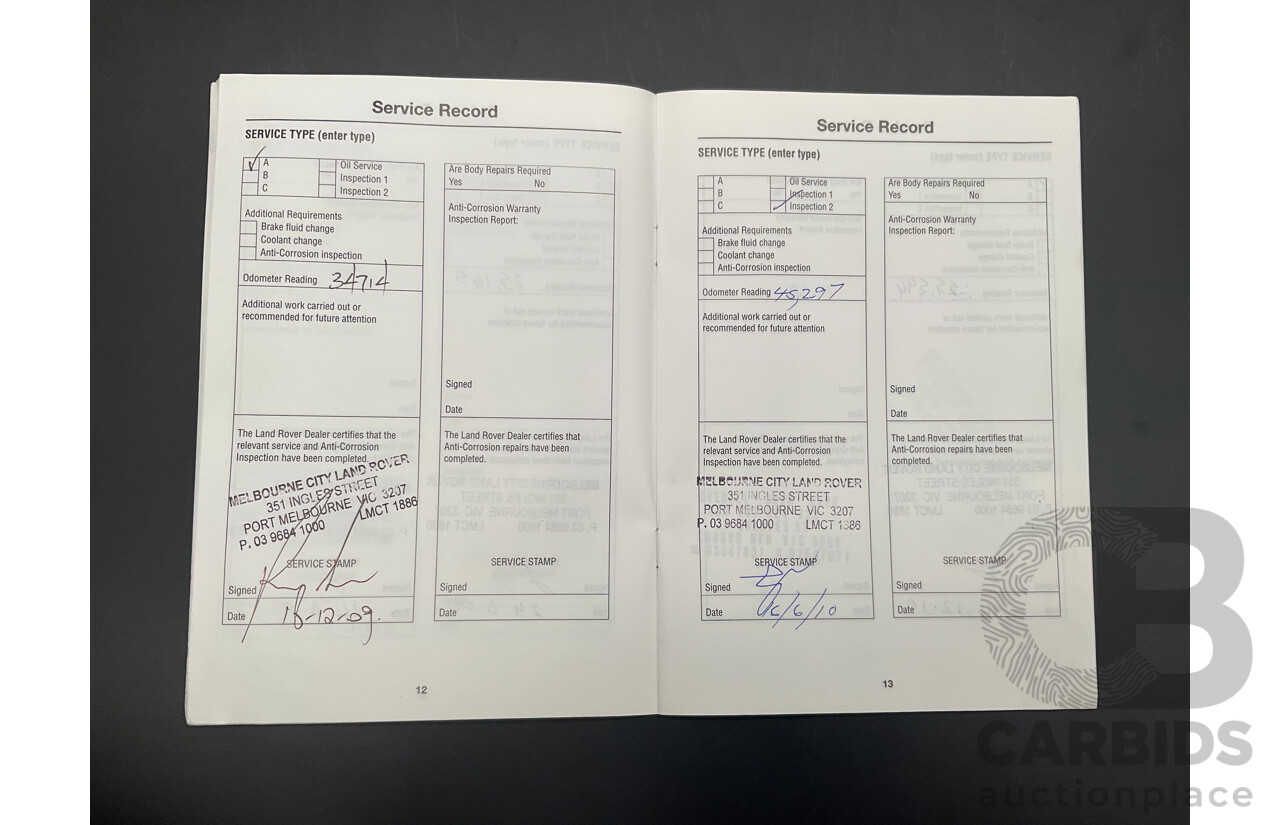 Service Record
SERVICE TYPE (enter type)
A
B
C
Oil Service
Inspection 1
Inspection 2
Additional Requirements
Brake fluid change
Coolant change
Anti-Corrosion inspection
Odometer Reading 34714
Additional work carried out or
recommended for future attention
The Land Rover Dealer certifies that the
relevant service and Anti-Corrosion
Inspection have been completed.
MELBOURNE CITY LAND ROVER
351 INGLES STREET
PORT MELBOURNE VIC 3207
P. 03 9684 1000 LMCT 1886
SERVICE STAMP
Signed
Date 16-12-09.
Are Body Repairs Required
Yes No
Anti-Corrosion Warranty
Inspection Report:
Signed
Date
The Land Rover Dealer certifies that
Anti-Corrosion repairs have been
completed.
SERVICE STAMP
Signed
Date
12
Service Record
SERVICE TYPE (enter type)
A
B
C
Oil Service
Inspection 1
Inspection 2
Additional Requirements
Brake fluid change
Coolant change
Anti-Corrosion inspection
Odometer Reading 45,297
Additional work carried out or
recommended for future attention
The Land Rover Dealer certifies that the
relevant service and Anti-Corrosion
Inspection have been completed.
MELBOURNE CITY LAND ROVER
351 INGLES STREET
PORT MELBOURNE VIC 3207
P. 03 9684 1000 LMCT 1886
SERVICE STAMP
Signed
Date 16/6/10
Are Body Repairs Required
Yes No
Anti-Corrosion Warranty
Inspection Report:
Signed
Date
The Land Rover Dealer certifies that
Anti-Corrosion repairs have been
completed.
SERVICE STAMP
Signed
Date
13
CARBIDS
auctionplace